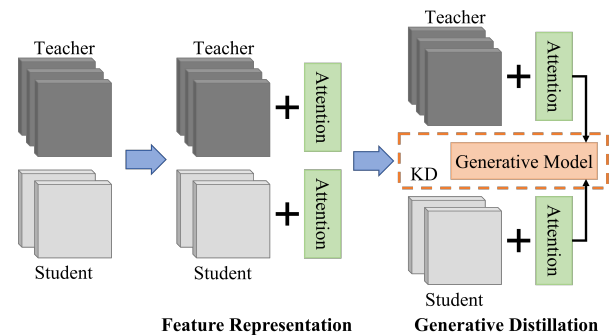 Teacher
Student
Teacher
+
Attention
+
Attention
Student
Feature Representation
Teacher
+
Attention
KD
Generative Model
+
Attention
Student
Generative Distillation